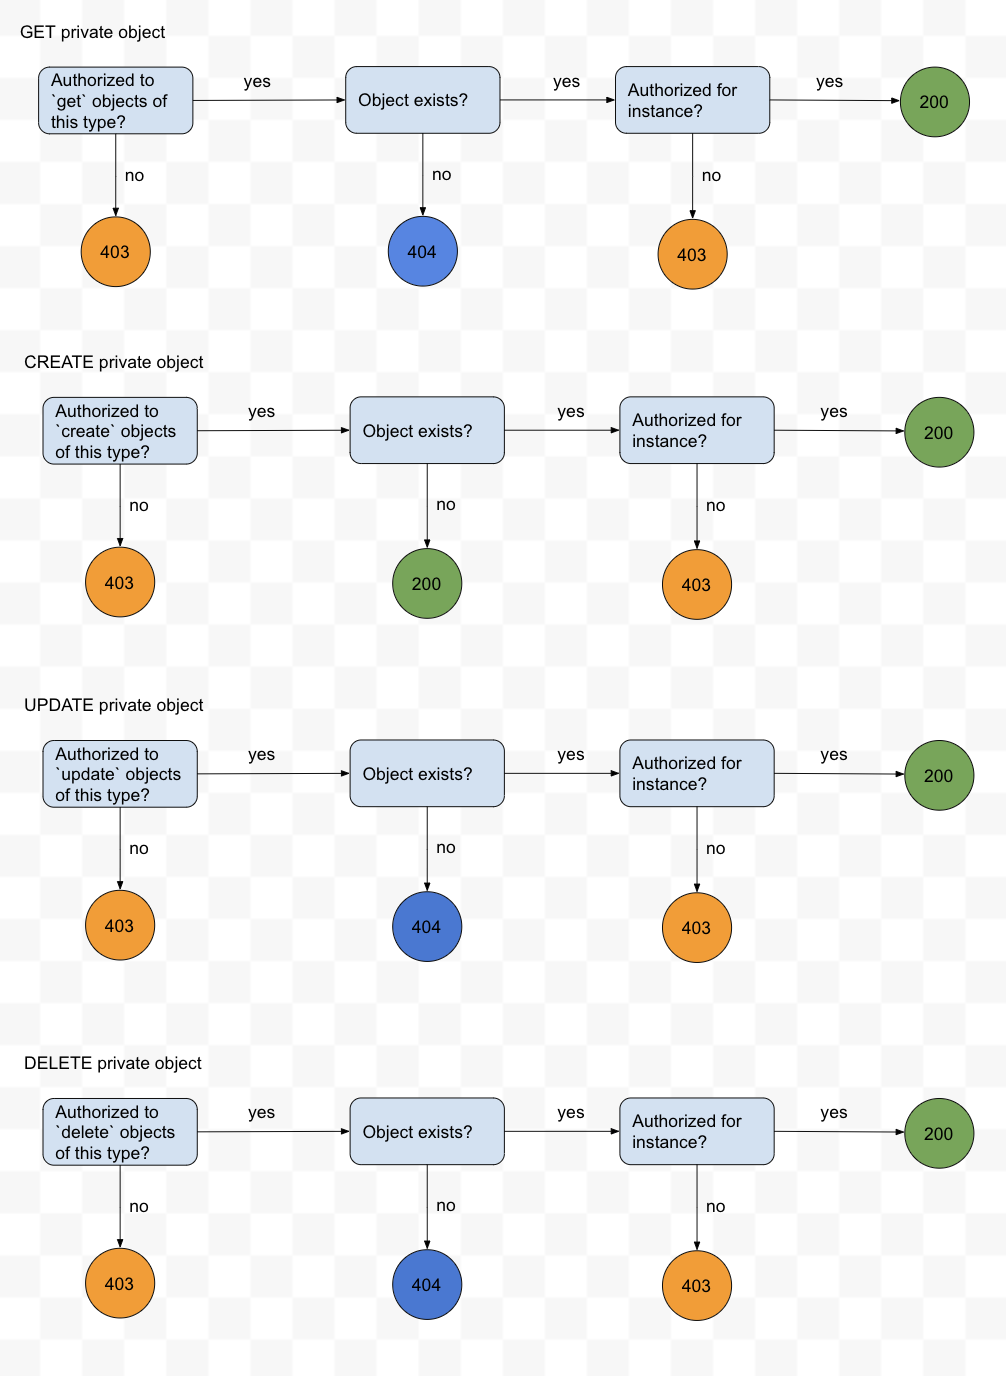 GET private object
Authorized to
`get` objects of
this type?
yes
Object exists?
yes
Authorized for
instance?
yes
200
no
no
no
403
404
403
CREATE private object
Authorized to
`create` objects
of this type?
yes
Object exists?
yes
Authorized for
instance?
yes
200
no
no
no
403
200
403
UPDATE private object
Authorized to
`update` objects
of this type?
yes
Object exists?
yes
Authorized for
instance?
yes
200
no
no
no
403
404
403
DELETE private object
Authorized to
`delete` objects
of this type?
yes
Object exists?
yes
Authorized for
instance?
yes
200
no
no
no
403
404
403